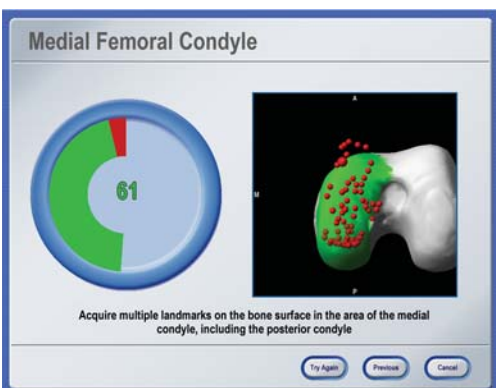 Medial Femoral Condyle
61
A
M
P
Acquire multiple landmarks on the bone surface in the area of the medial
condyle, including the posterior condyle
Try Again
Previous
Cancel